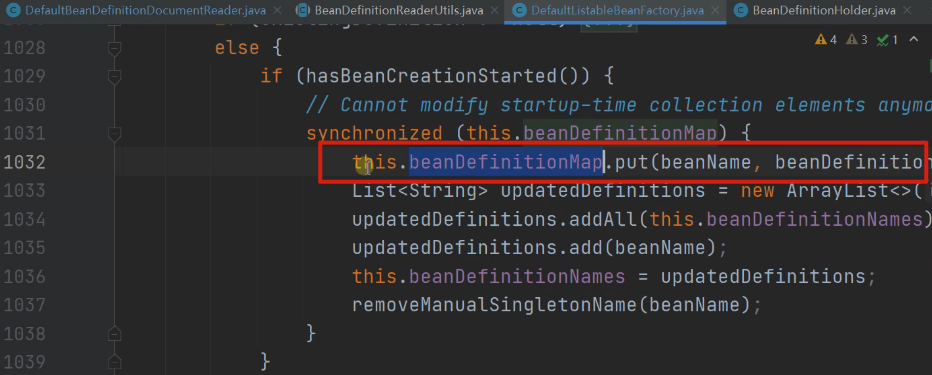 DefaultBeanDefinitionDocumentReader.java × BeanDefinitionReaderUtils.java × DefaultListableBeanFactory.java × BeanDefinitionHolder.java ×
4 3 1
1028 else {
1029 if (hasBeanCreationStarted()) {
1030 // Cannot modify startup-time collection elements anymo
1031 synchronized (this.beanDefinitionMap) {
1032 this.beanDefinitionMap.put(beanName, beanDefinition
1033 List<String> updatedDefinitions = new ArrayList<>(
1034 updatedDefinitions.addAll(this.beanDefinitionNames)
1035 updatedDefinitions.add(beanName);
1036 this.beanDefinitionNames = updatedDefinitions;
1037 removeManualSingletonName(beanName);
1038 }
1039 }